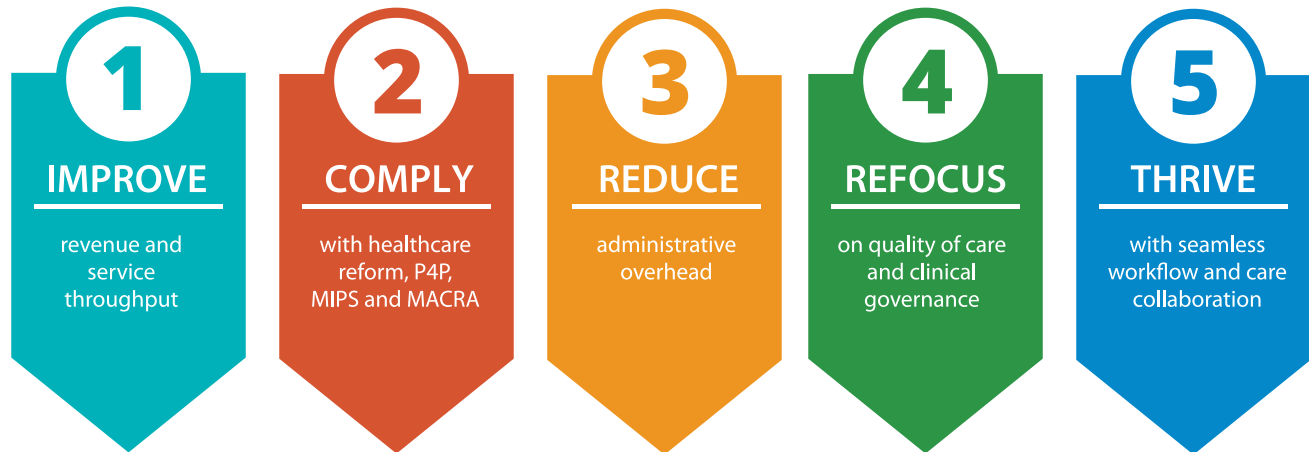 1
IMPROVE
revenue and
service
throughput
2
COMPLY
with healthcare
reform, P4P,
MIPS and MACRA
3
REDUCE
administrative
overhead
4
REFOCUS
on quality of care
and clinical
governance
5
THRIVE
with seamless
workflow and care
collaboration